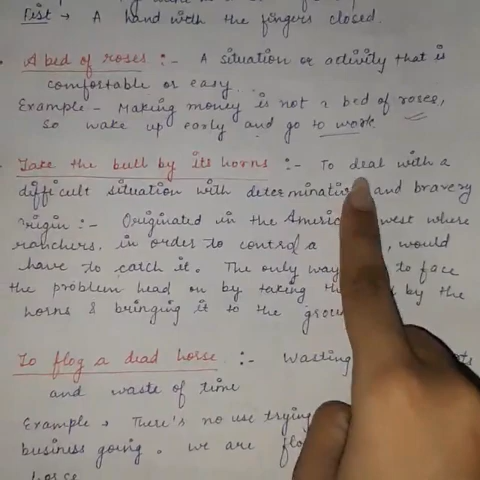 Fist → A hand with the fingers closed.
A bed of roses :- A situation or activity that is
comfortable or easy.
Example - Making money is not a bed of roses,
so wake up early and go to work
Take the bull by its horns :- To deal with a
difficult situation with and bravery
Origin :- Originated in the west where
ranchers, in order to control a , would
have to catch it. The only way to face
the problem head on by taking by the
horns & bringing it to the
To flog a dead horse :- Wasting
and waste of time
Example → There's no use trying
business going. We are
horse